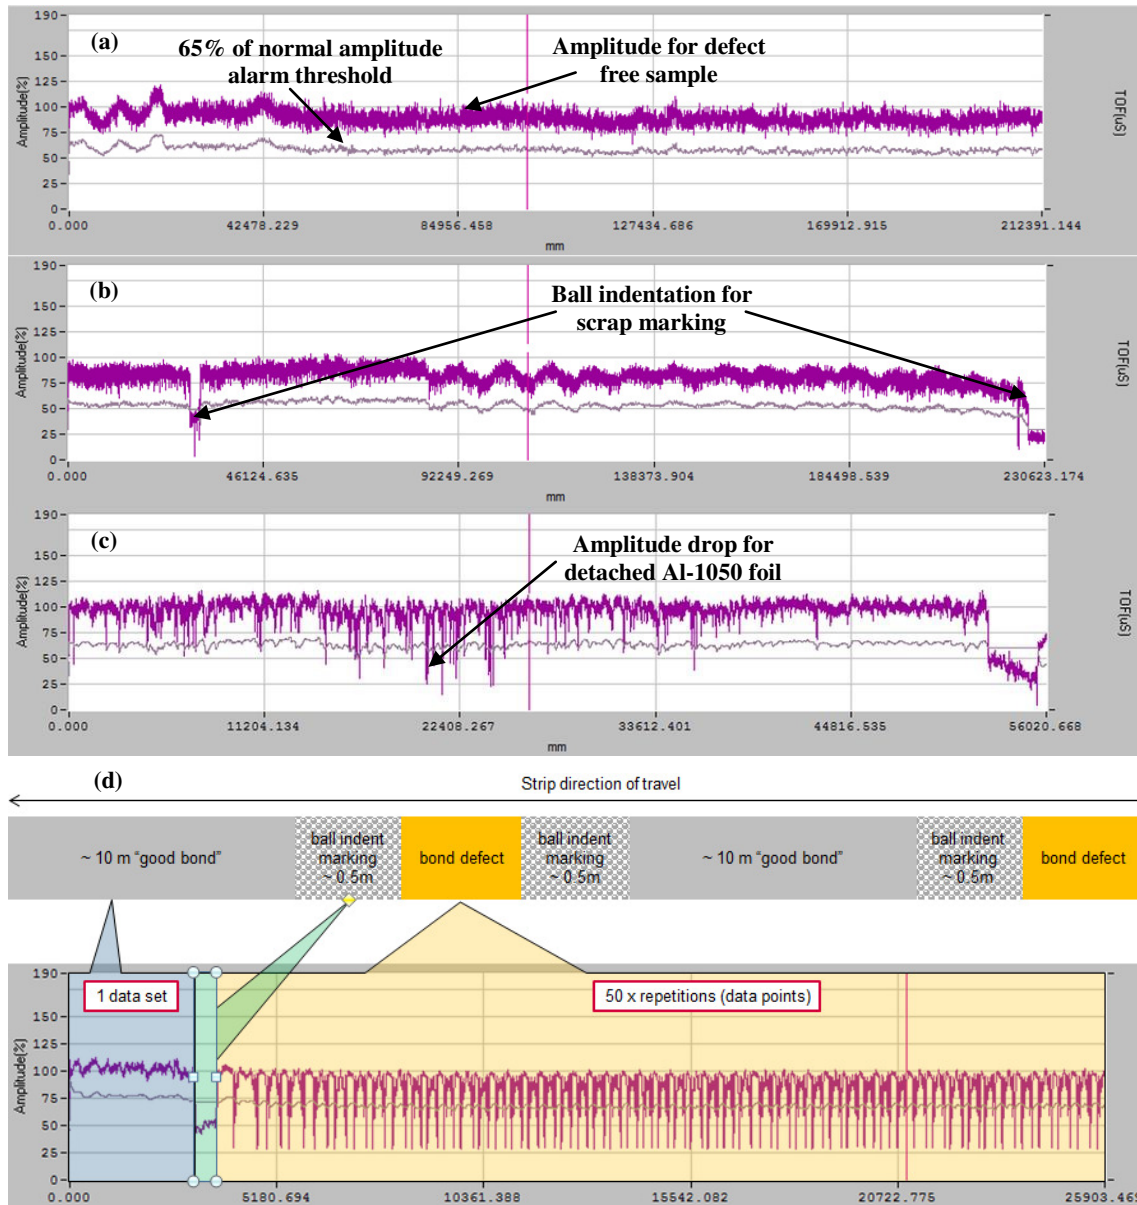 (a)
65% of normal amplitude
alarm threshold
Amplitude for defect
free sample
190
150
125
100
75
50
25
0
Amplitude[%]
TOF(uS)
0.000 42478.229 84956.458 127434.686 169912.915 212391.144
mm
(b)
Ball indentation for
scrap marking
190
150
125
100
75
50
25
0
Amplitude[%]
TOF(uS)
0.000 46124.635 92249.269 138373.904 184498.539 230623.174
mm
(c)
Amplitude drop for
detached Al-1050 foil
190
150
125
100
75
50
25
0
Amplitude[%]
TOF(uS)
0.000 11204.134 22408.267 33612.401 44816.535 56020.668
mm
(d)
Strip direction of travel
~ 10 m "good bond"
ball indent
marking
~ 0.5m
bond defect
ball indent
marking
~ 0.5m
~ 10 m "good bond"
ball indent
marking
~ 0.5m
bond defect
1 data set
50 x repetitions (data points)
190
150
125
100
75
50
25
0
Amplitude[%]
0.000 5180.694 10361.388 15542.082 20722.775 25903.469